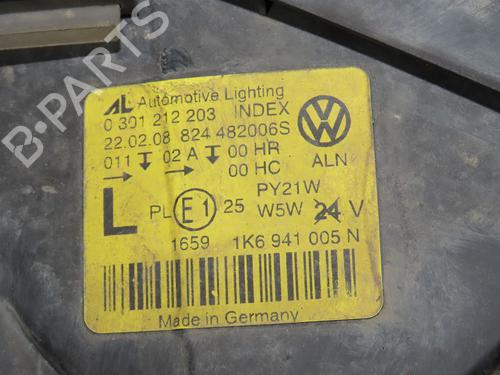 AL Automotive Lighting
0 301 212 203 INDEX
22.02.08 824 482006S
011 02 A 00 HR
00 HC
ALN
PY21W
L PL E1 25 W5W 24 V
1659 1K6 941 005 N
Made in Germany
B-PARTS